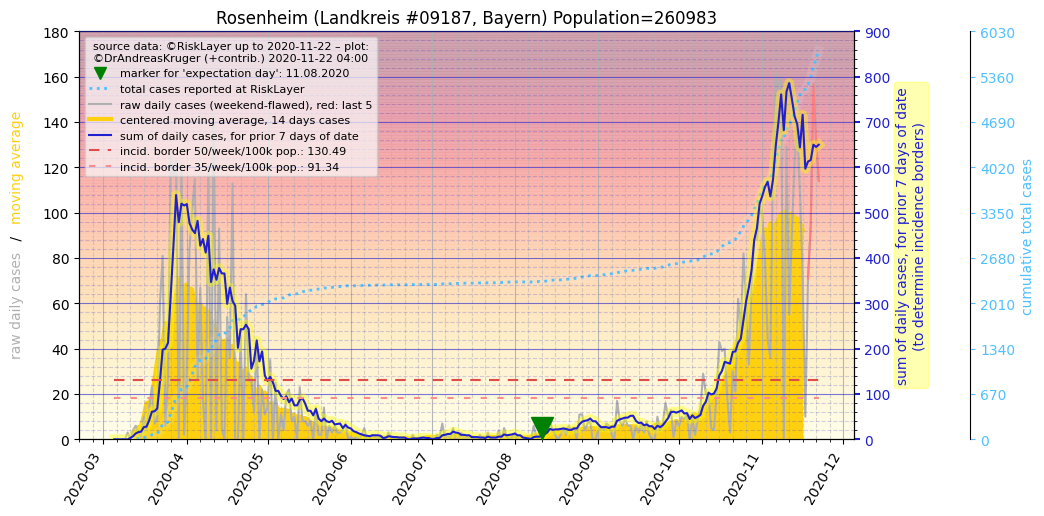 Rosenheim (Landkreis #09187, Bayern) Population=260983
source data: ©RiskLayer up to 2020-11-22 – plot:
©DrAndreasKruger (+contrib.) 2020-11-22 04:00
marker for 'expectation day': 11.08.2020
total cases reported at RiskLayer
raw daily cases (weekend-flawed), red: last 5
centered moving average, 14 days cases
sum of daily cases, for prior 7 days of date
incid. border 50/week/100k pop.: 130.49
incid. border 35/week/100k pop.: 91.34
raw daily cases / moving average
180
160
140
120
100
80
60
40
20
0
2020-03
2020-04
2020-05
2020-06
2020-07
2020-08
2020-09
2020-10
2020-11
2020-12
900
800
700
600
500
400
300
200
100
0
sum of daily cases, for prior 7 days of date
(to determine incidence borders)
6030
5360
4690
4020
3350
2680
2010
1340
670
0
cumulative total cases